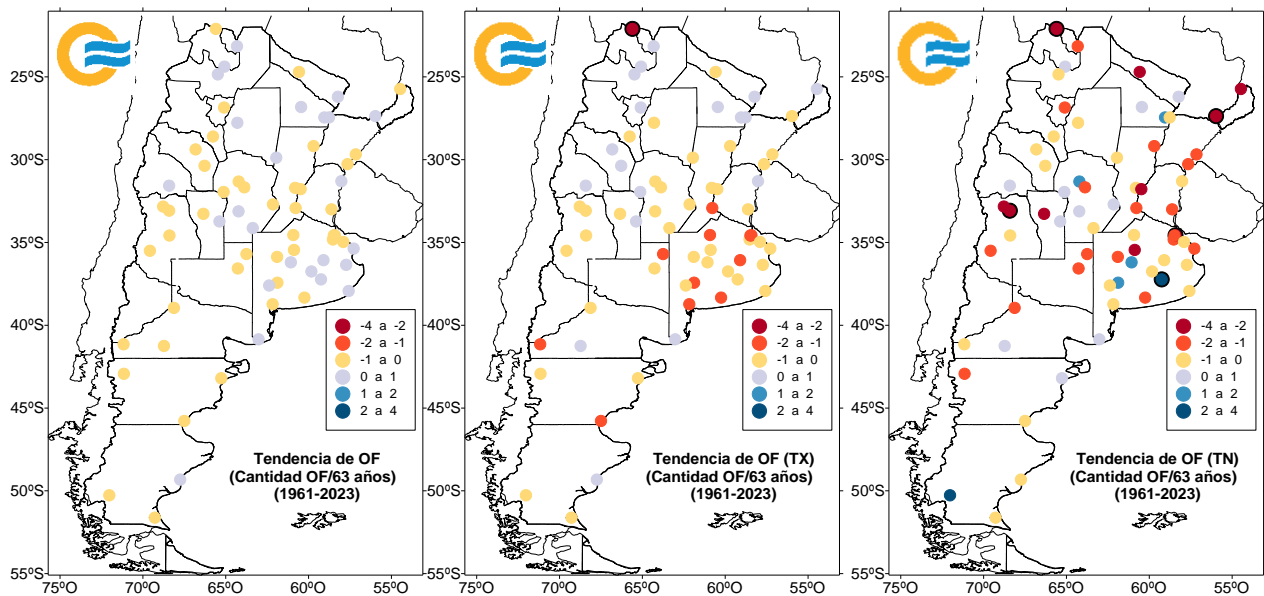 25ºS
30ºS
35ºS
40ºS
45ºS
50ºS
55ºS
75ºO
70ºO
65ºO
60ºO
55ºO
-4 a -2
-2 a -1
-1 a 0
0 a 1
1 a 2
2 a 4
Tendencia de OF
(Cantidad OF/63 años)
(1961-2023)
25ºS
30ºS
35ºS
40ºS
45ºS
50ºS
55ºS
75ºO
70ºO
65ºO
60ºO
55ºO
-4 a -2
-2 a -1
-1 a 0
0 a 1
1 a 2
2 a 4
Tendencia de OF (TX)
(Cantidad OF/63 años)
(1961-2023)
25ºS
30ºS
35ºS
40ºS
45ºS
50ºS
55ºS
75ºO
70ºO
65ºO
60ºO
55ºO
-4 a -2
-2 a -1
-1 a 0
0 a 1
1 a 2
2 a 4
Tendencia de OF (TN)
(Cantidad OF/63 años)
(1961-2023)